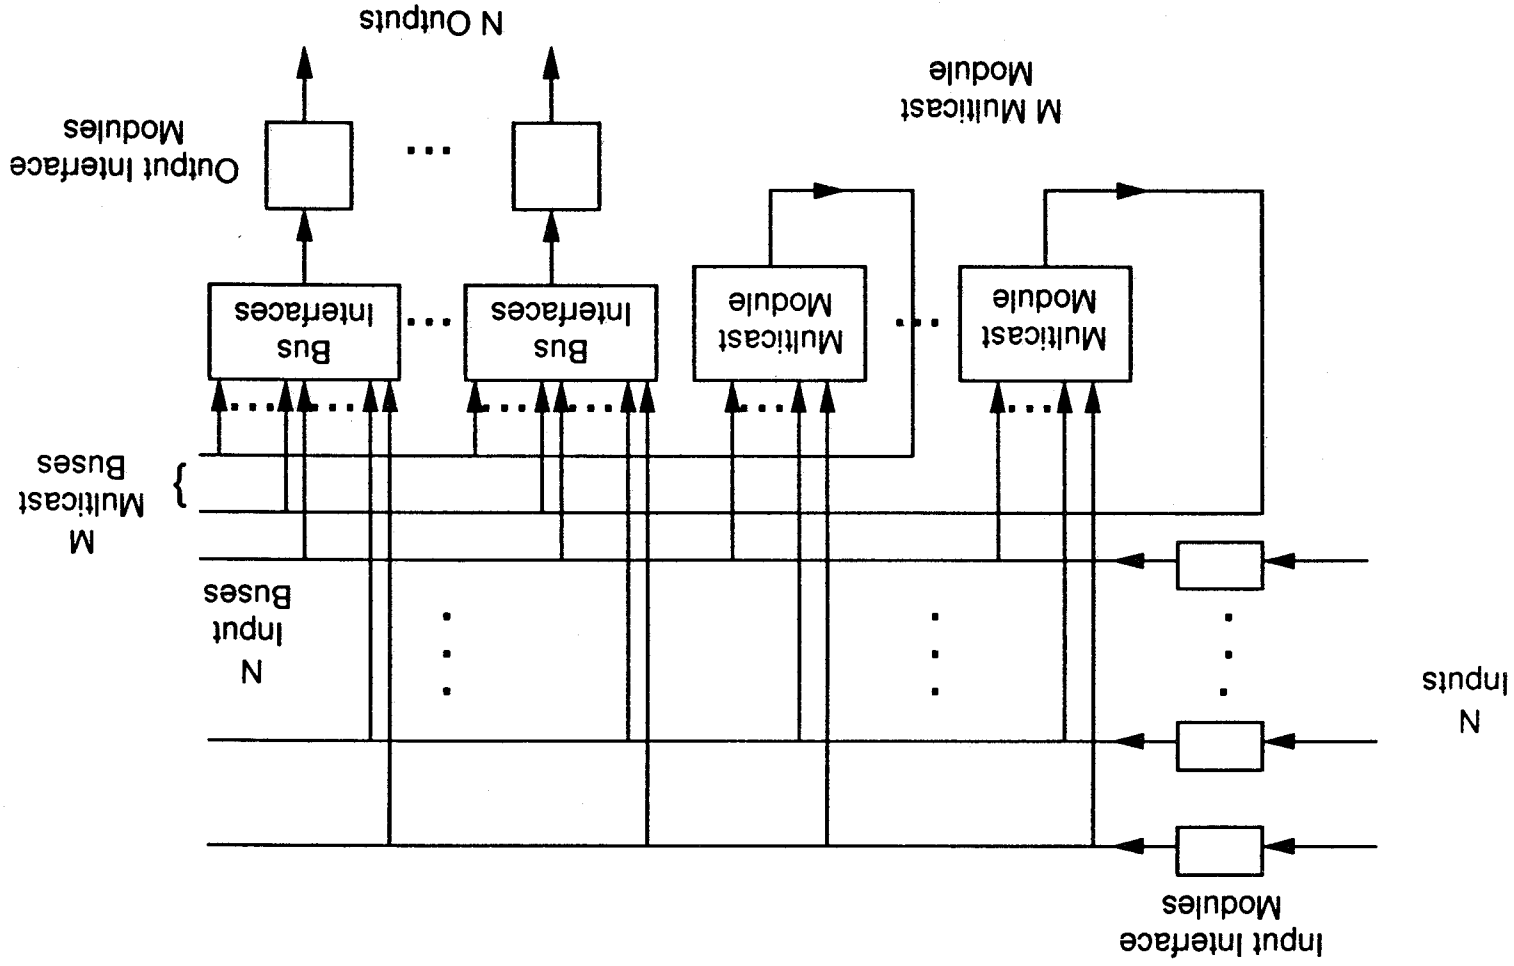 Input Interface
Modules
N
Inputs
N
Input
Buses
M
Multicast
Buses
}
Multicast
Module
Multicast
Module
Bus
Interfaces
Bus
Interfaces
M Multicast
Module
Output Interface
Modules
N Outputs